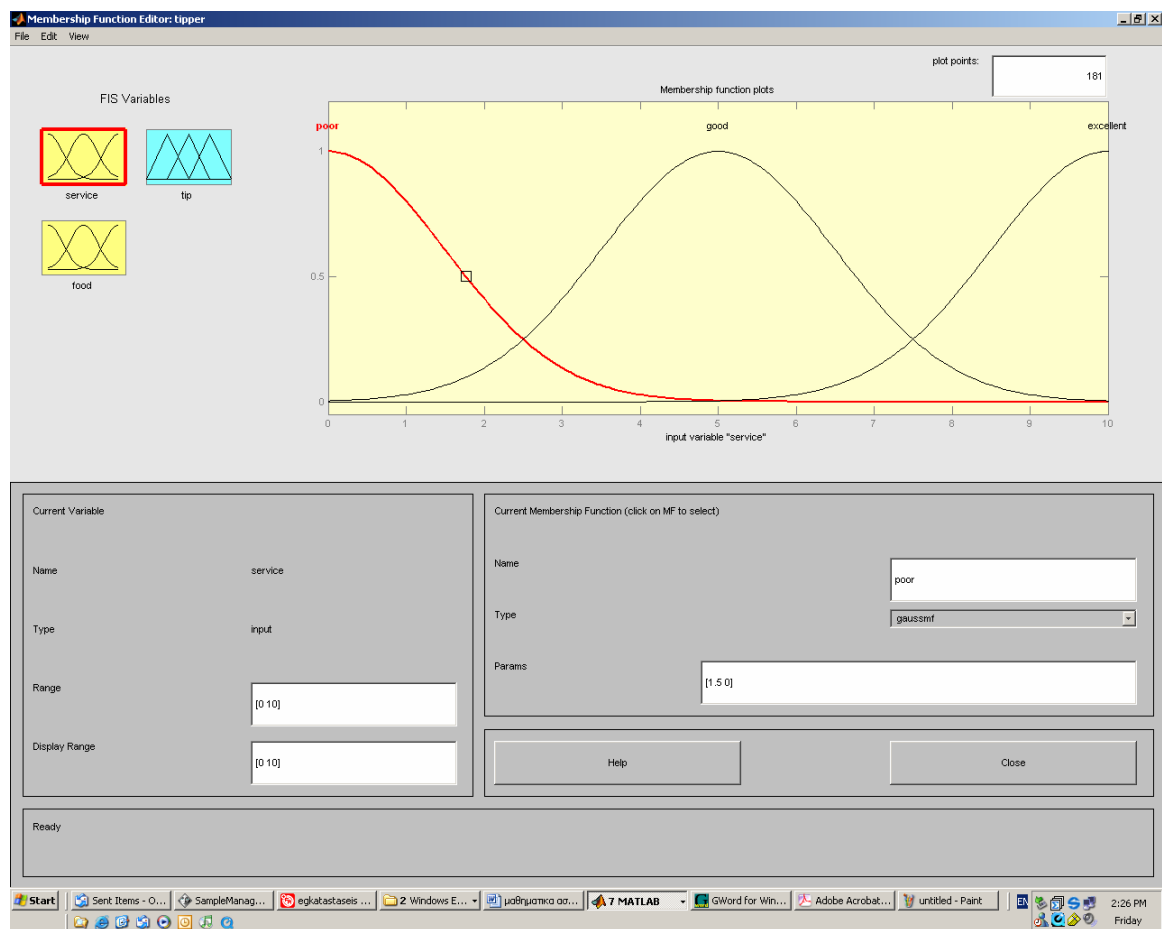 Membership Function Editor: tipper
File Edit View
plot points:
181
FIS Variables
Membership function plots
service
tip
food
poor
good
excellent
1
0.5
0
0 1 2 3 4 5 6 7 8 9 10
input variable "service"
Current Variable
Name service
Type input
Range [0 10]
Display Range [0 10]
Current Membership Function (click on MF to select)
Name poor
Type gaussmf
Params [1.5 0]
Help
Close
Ready
Start
Sent Items - O...
SampleManag...
egkatastaseis ...
2 Windows E...
μαθηματικα ασ...
7 MATLAB
GWord for Win...
Adobe Acrobat...
untitled - Paint
EN
2:26 PM
Friday